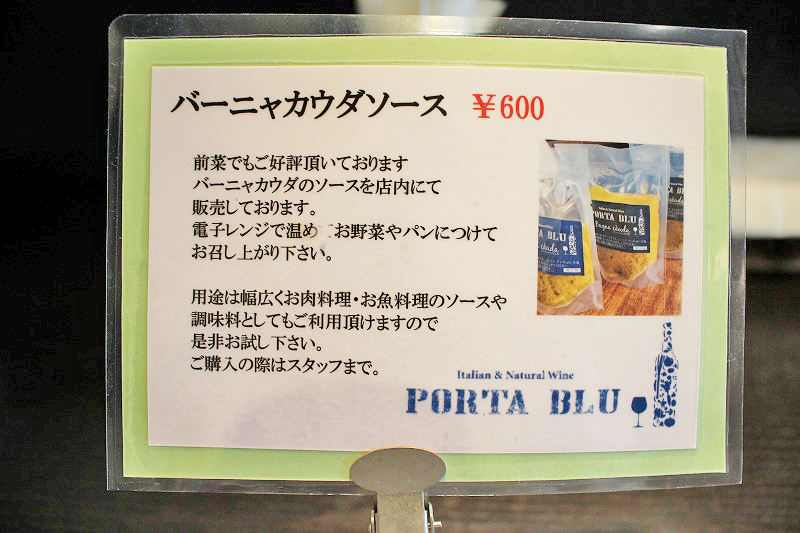 バーニャカウダソース ￥600
前菜でもご好評頂いております
バーニャカウダのソースを店内にて
販売しております。
電子レンジで温め お野菜やパンにつけて
お召し上がり下さい。
用途は幅広くお肉料理・お魚料理のソースや
調味料としてもご利用頂けますので
是非お試し下さい。
ご購入の際はスタッフまで。
Italian & Natural Wine
PORTA BLU
Italian & Natural Wine
PORTA BLU
Bagna Cauda